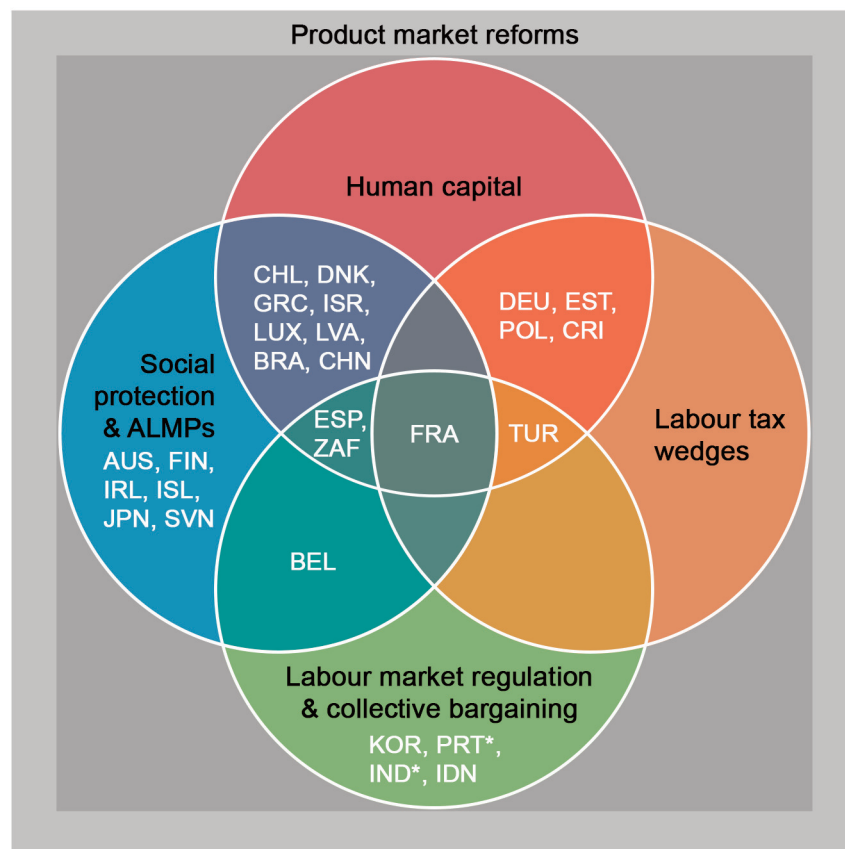 Product market reforms
Human capital
CHL, DNK,
GRC, ISR,
LUX, LVA,
BRA, CHN
DEU, EST,
POL, CRI
Social
protection
& ALMPs
AUS, FIN,
IRL, ISL,
JPN, SVN
ESP,
ZAF
FRA
TUR
Labour tax
wedges
BEL
Labour market regulation
& collective bargaining
KOR, PRT*,
IND*, IDN